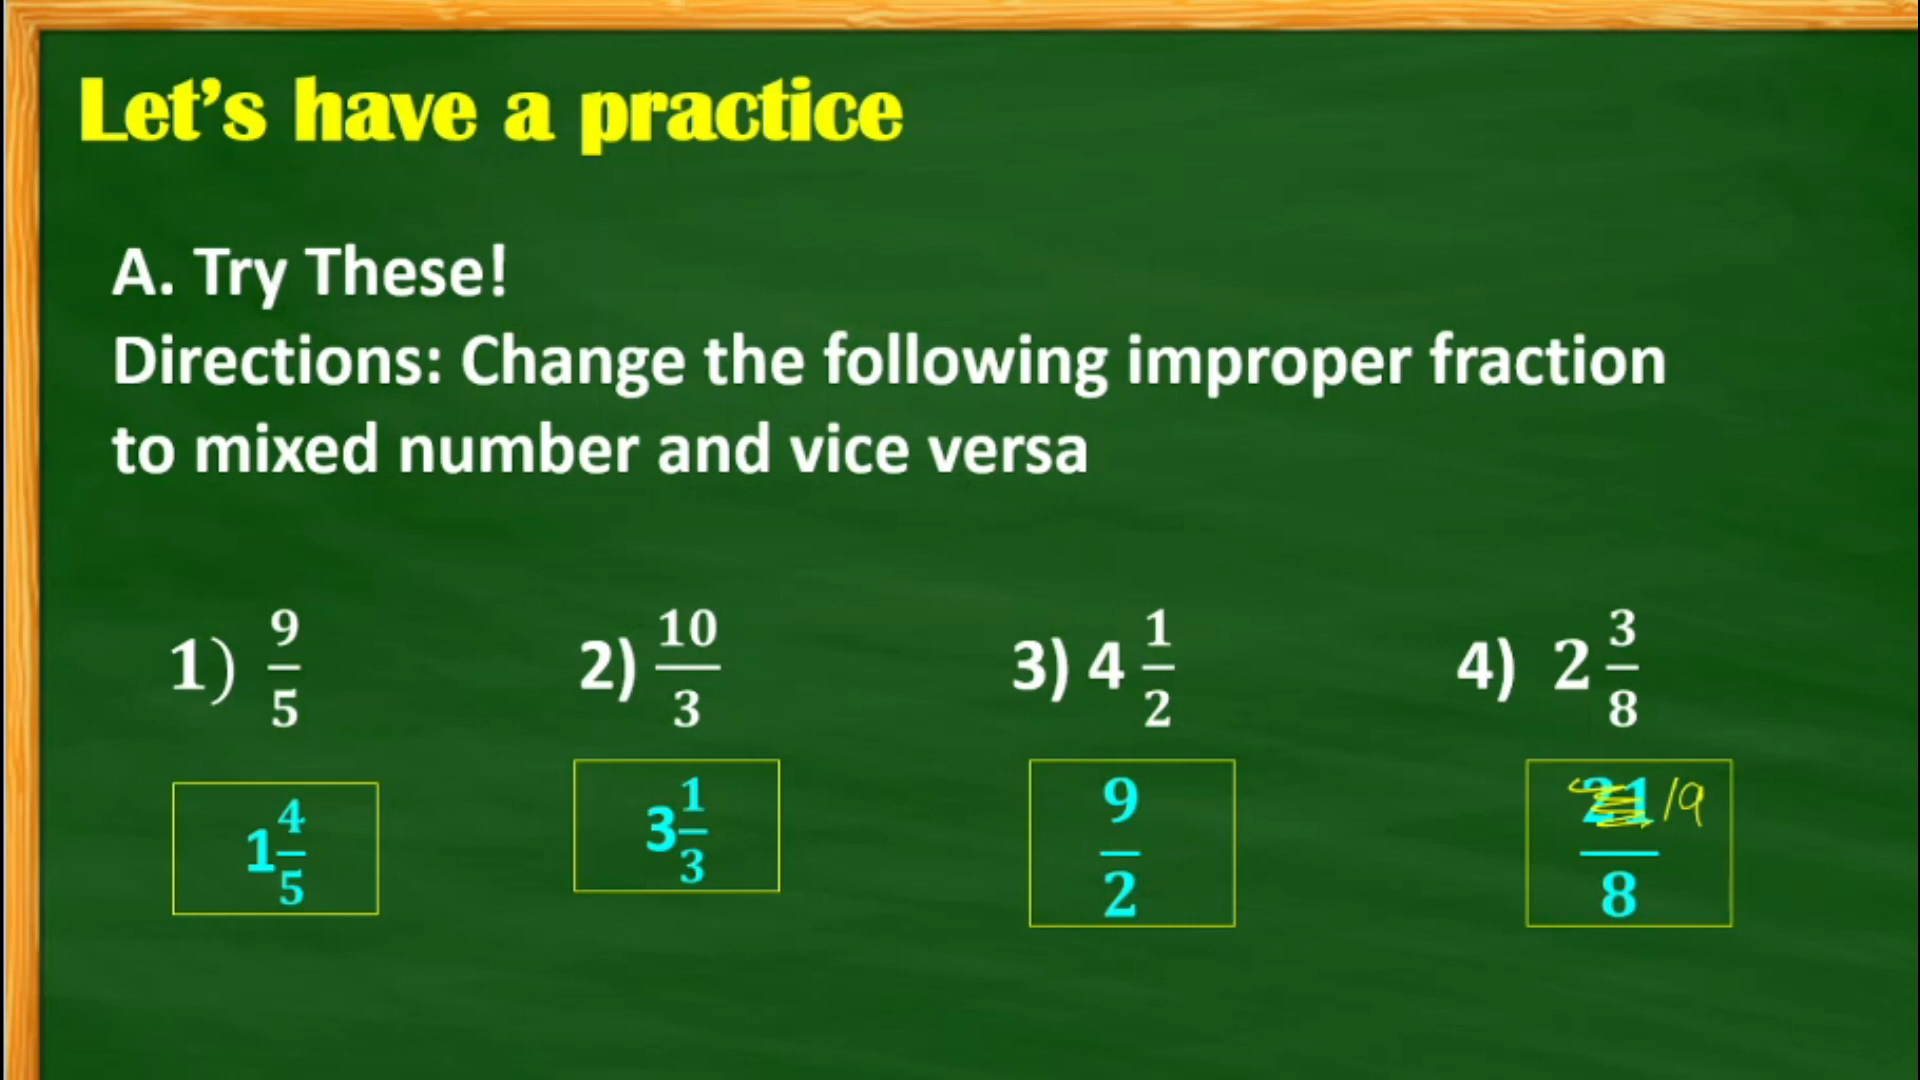 Let's have a practice
A. Try These!
Directions: Change the following improper fraction
to mixed number and vice versa
1) 9/5 2) 10/3 3) 4 1/2 4) 2 3/8
1 4/5 3 1/3 9/2 21 19/8